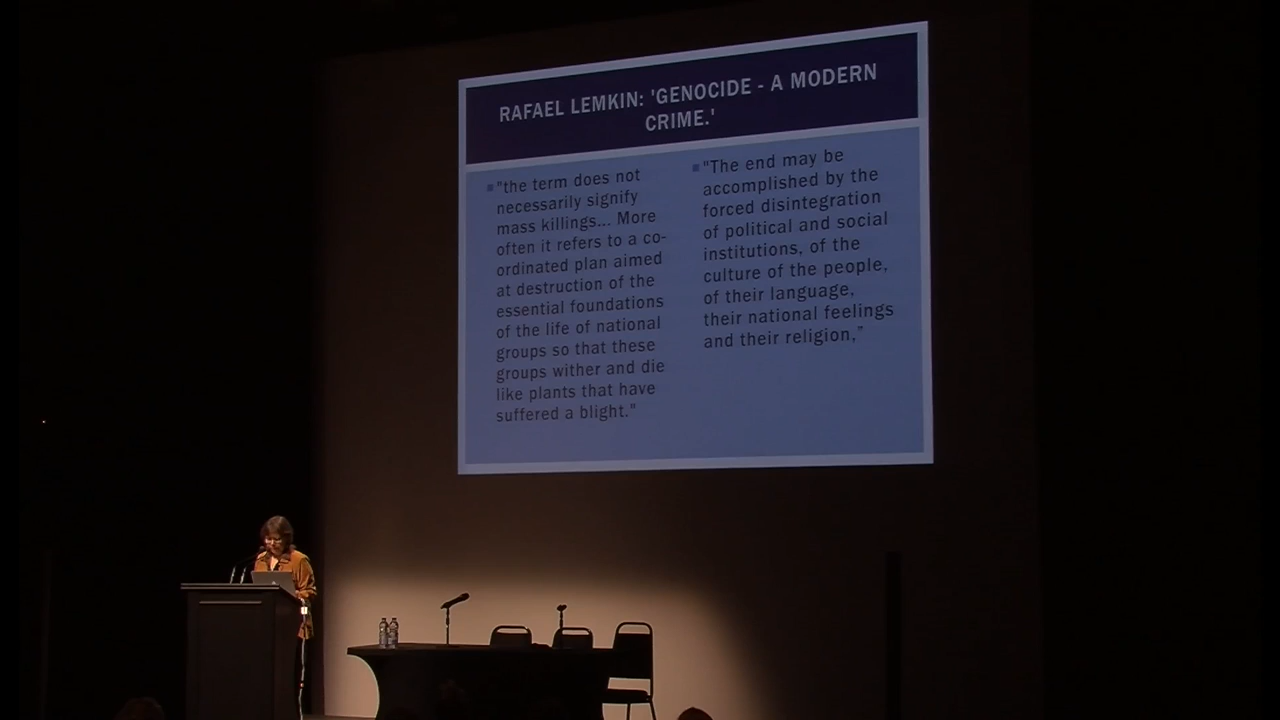 RAFAEL LEMKIN: 'GENOCIDE - A MODERN
CRIME.'
"the term does not
necessarily signify
mass killings... More
often it refers to a co-
ordinated plan aimed
at destruction of the
essential foundations
of the life of national
groups so that these
groups wither and die
like plants that have
suffered a blight."
"The end may be
accomplished by the
forced disintegration
of political and social
institutions, of the
culture of the people,
of their language,
their national feelings
and their religion,"